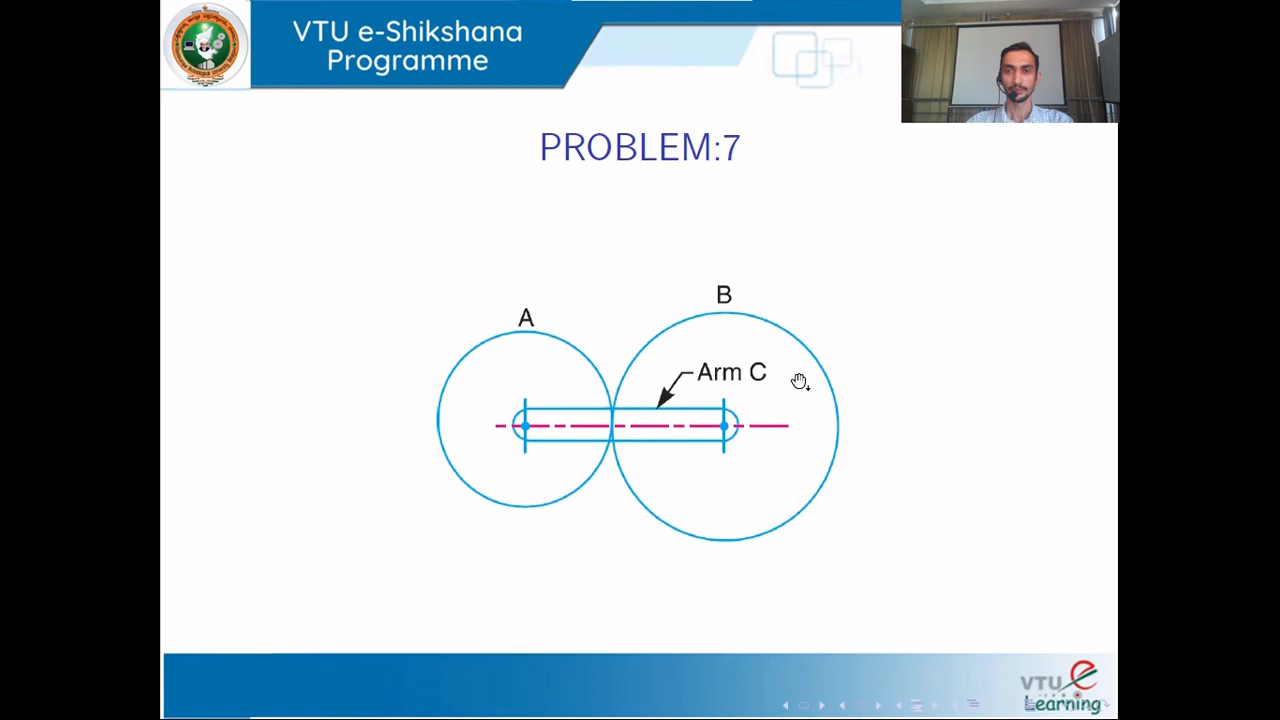 VTU e-Shikshana
Programme
PROBLEM:7
A
B
Arm C
VTU e
Learning